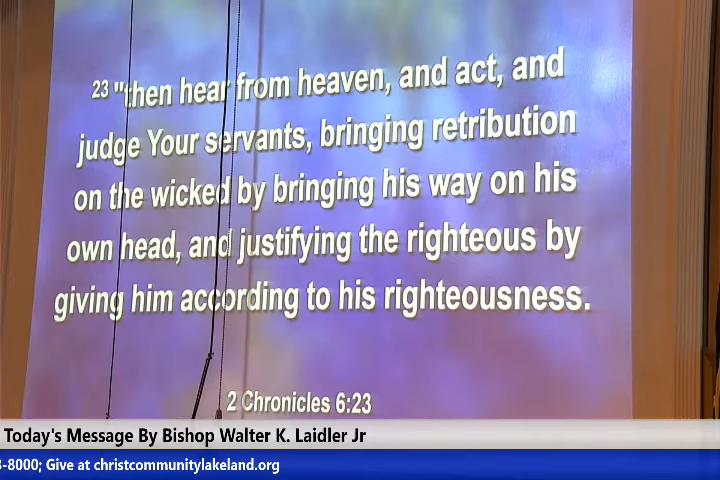 23 "then hear from heaven, and act, and
judge Your servants, bringing retribution
on the wicked by bringing his way on his
own head, and justifying the righteous by
giving him according to his righteousness.
2 Chronicles 6:23
Today's Message By Bishop Walter K. Laidler Jr
-8000; Give at christcommunitylakeland.org